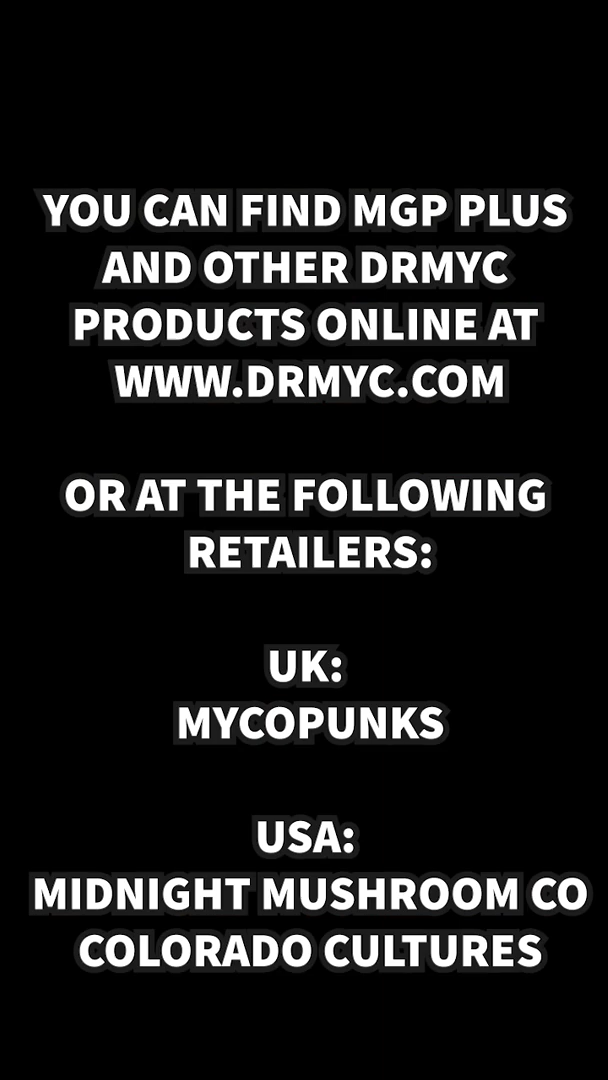 YOU CAN FIND MGP PLUS
AND OTHER DRMYC
PRODUCTS ONLINE AT
WWW.DRMYC.COM
OR AT THE FOLLOWING
RETAILERS:
UK:
MYCOPUNKS
USA:
MIDNIGHT MUSHROOM CO
COLORADO CULTURES